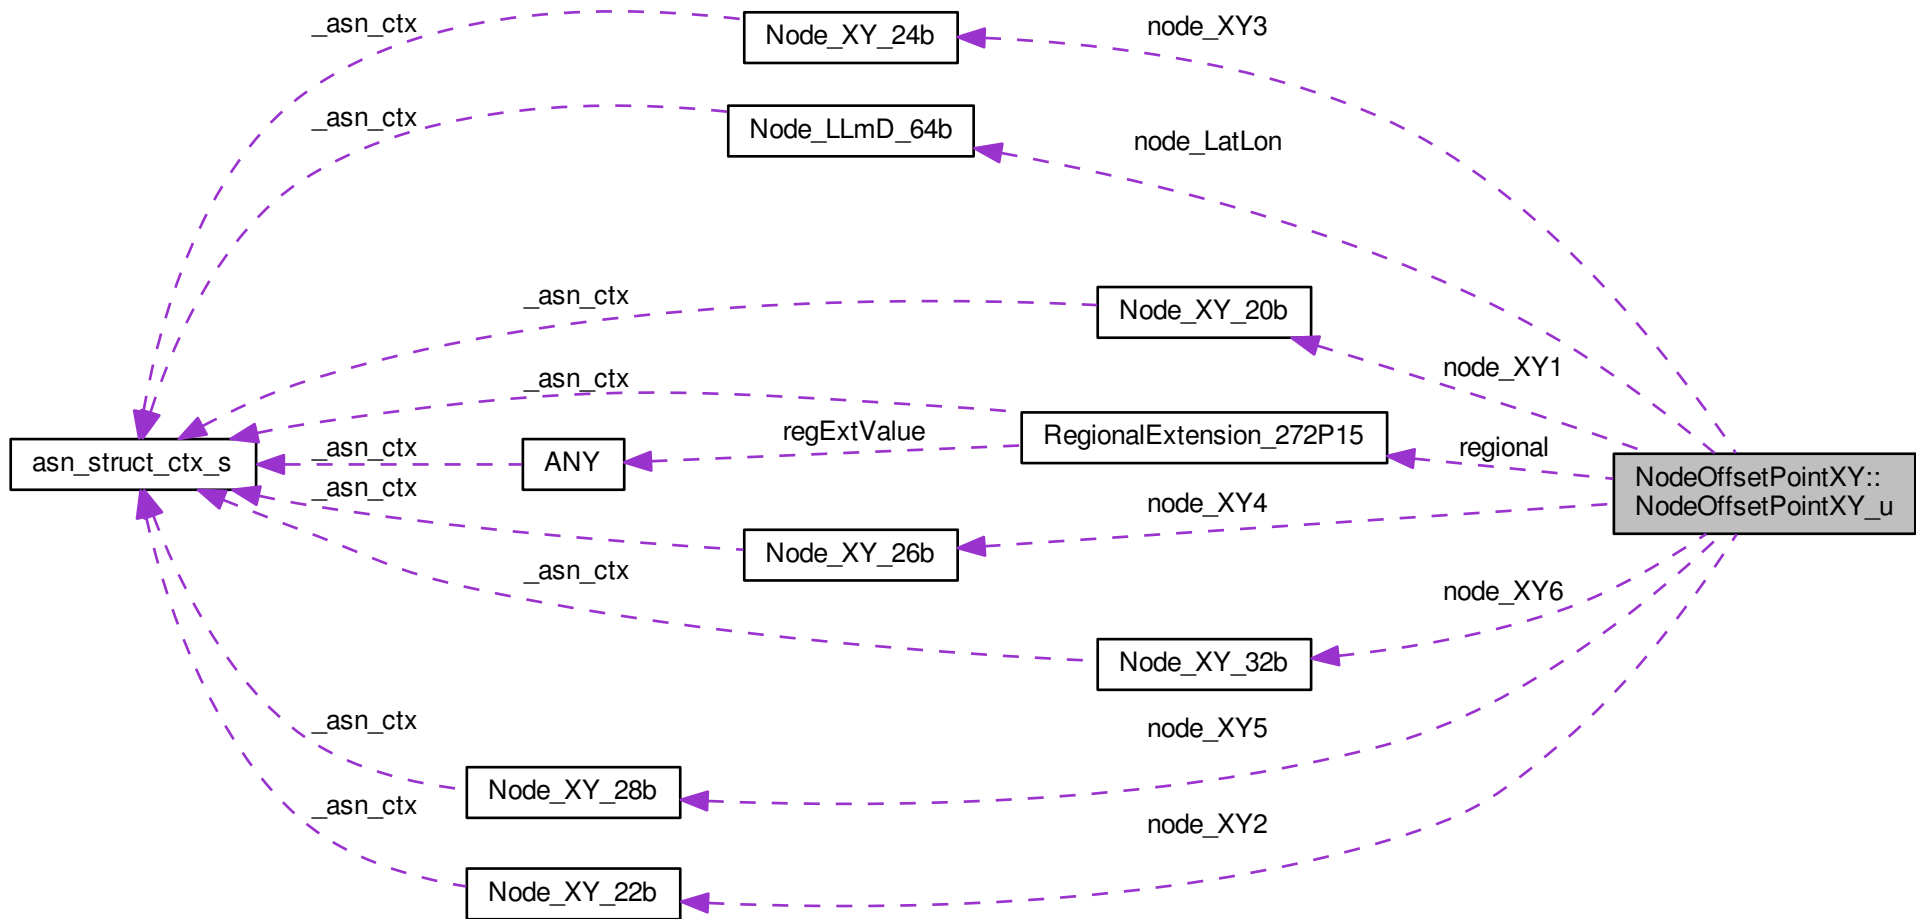 _asn_ctx
Node_XY_24b
node_XY3
_asn_ctx
Node_LLmD_64b
node_LatLon
_asn_ctx
Node_XY_20b
node_XY1
_asn_ctx
regExtValue
RegionalExtension_272P15
regional
asn_struct_ctx_s
_asn_ctx
ANY
NodeOffsetPointXY::
NodeOffsetPointXY_u
_asn_ctx
node_XY4
Node_XY_26b
_asn_ctx
node_XY6
Node_XY_32b
_asn_ctx
node_XY5
Node_XY_28b
_asn_ctx
node_XY2
Node_XY_22b